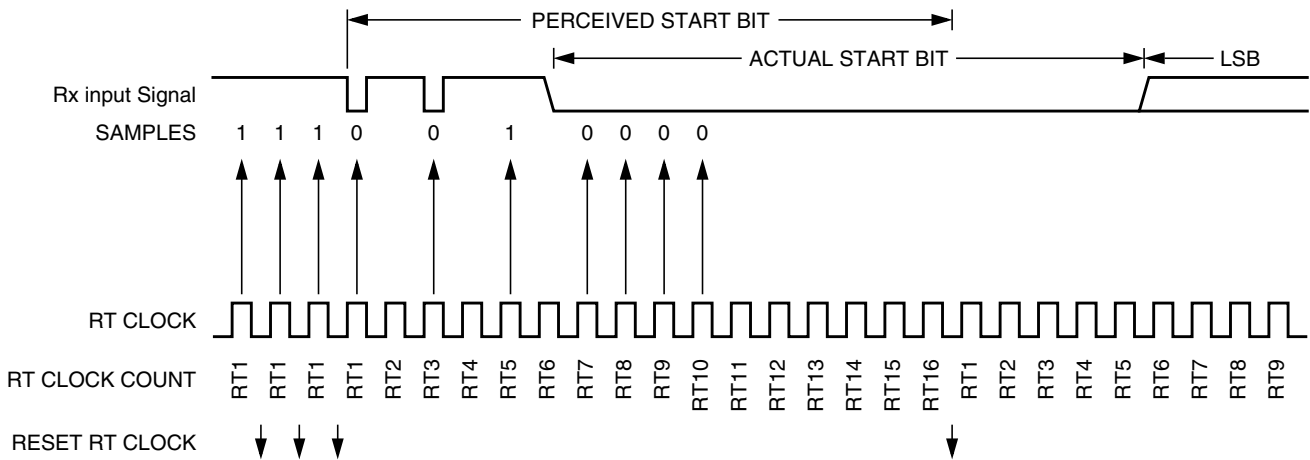 PERCEIVED START BIT
ACTUAL START BIT
LSB
Rx input Signal
SAMPLES 1 1 1 0 0 1 0 0 0 0
RT CLOCK
RT CLOCK COUNT RT1 RT1 RT1 RT1 RT2 RT3 RT4 RT5 RT6 RT7 RT8 RT9 RT10 RT11 RT12 RT13 RT14 RT15 RT16 RT1 RT2 RT3 RT4 RT5 RT6 RT7 RT8 RT9
RESET RT CLOCK